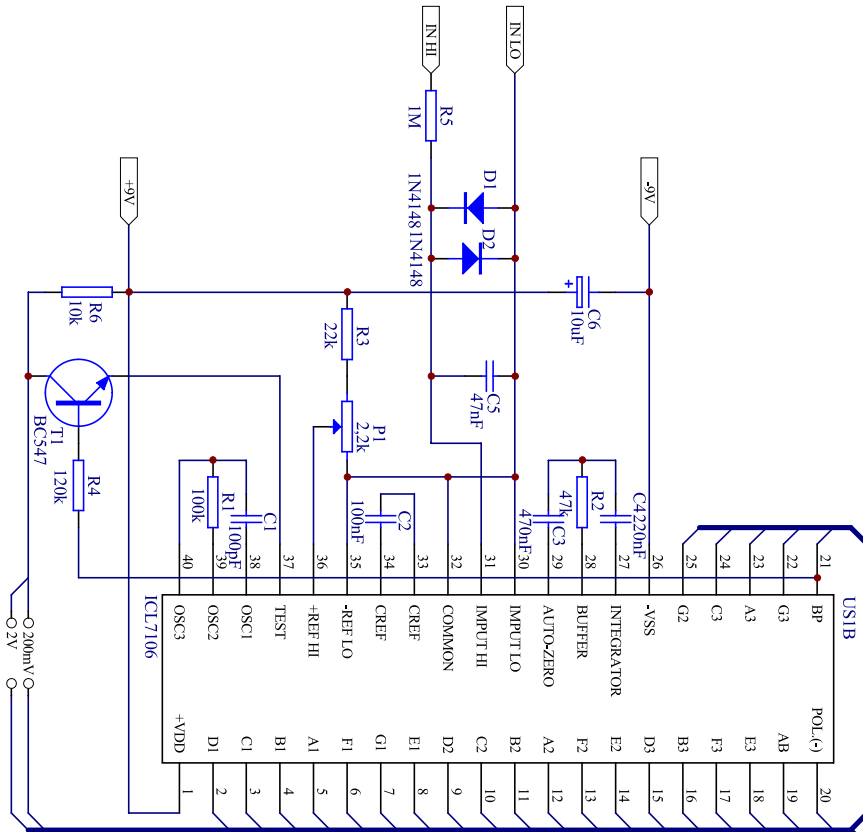 IN HI
IN LO
R5
1M
D1
1N4148
D2
1N4148
-9V
+9V
R6
10k
R3
22k
C6
10uF
+
C5
47nF
T1
BC547
R4
120k
P1
2,2k
R1
100k
C1
100pF
C2
100nF
R2
47k
C3
470nF
C4
220nF
40
39
38
37
36
35
34
33
32
31
30
29
28
27
26
25
24
23
22
21
ICL7106
US1B
OSC3
OSC2
OSC1
TEST
+REF HI
-REF LO
CREF
CREF
COMMON
IMPUT HI
IMPUT LO
AUTO-ZERO
BUFFER
INTEGRATOR
-VSS
G2
C3
A3
G3
BP
+VDD
D1
C1
B1
A1
F1
G1
E1
D2
C2
B2
A2
F2
E2
D3
B3
F3
E3
AB
POL.(-)
1
2
3
4
5
6
7
8
9
10
11
12
13
14
15
16
17
18
19
20
200mV
2V